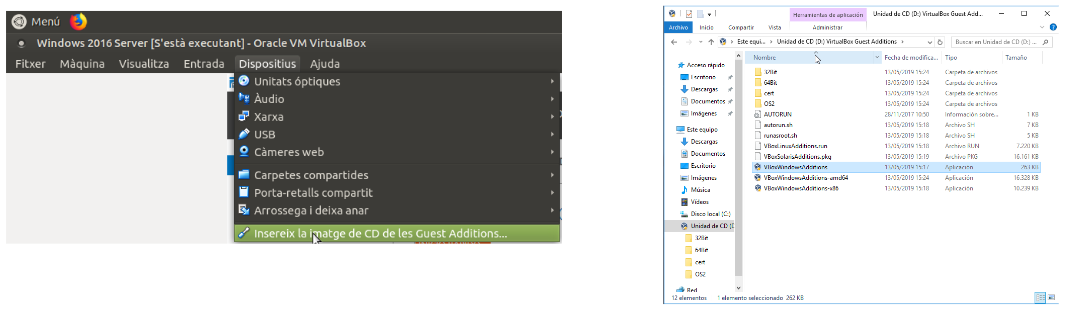 Menú
Windows 2016 Server [S'està executant] - Oracle VM VirtualBox
Fitxer Màquina Visualitza Entrada Dispositius Ajuda
Unitats òptiques
Àudio
Xarxa
USB
Càmeres web
Carpetes compartides
Porta-retalls compartit
Arrossega i deixa anar
Insereix la imatge de CD de les Guest Additions...
Herramientas de aplicación Unidad de CD (D:) VirtualBox Guest Add...
Archivo Inicio Compartir Vista Administrar
Este equi... Unidad de CD (D:) VirtualBox Guest Additions Buscar en Unidad de CD (D:) ...
Nombre Fecha de modifica... Tipo Tamaño
Acceso rápido
Escritorio
Descargas
Documentos
Imágenes
Este equipo
Descargas
Documentos
Escritorio
Imágenes
Música
Vídeos
Disco local (C:)
Unidad de CD (D
32Bit
64Bit
cert
OS2
Red
32Bit 13/05/2019 15:24 Carpeta de archivos
64Bit 13/05/2019 15:24 Carpeta de archivos
cert 13/05/2019 15:24 Carpeta de archivos
OS2 13/05/2019 15:24 Carpeta de archivos
AUTORUN 26/11/2017 10:50 Información sobre... 1 KB
autorun.sh 13/05/2019 15:18 Archivo SH 7 KB
runasroot.sh 13/05/2019 15:18 Archivo SH 5 KB
VBoxLinuxAdditions.run 13/05/2019 15:18 Archivo RUN 7.220 KB
VBoxSolarisAdditions.pkg 13/05/2019 15:19 Archivo PKG 16.161 KB
VBoxWindowsAdditions 13/05/2019 15:17 Aplicación 263 KB
VBoxWindowsAdditions-amd64 13/05/2019 15:24 Aplicación 16.328 KB
VBoxWindowsAdditions-x86 13/05/2019 15:18 Aplicación 10.239 KB
12 elementos 1 elemento seleccionado 262 KB